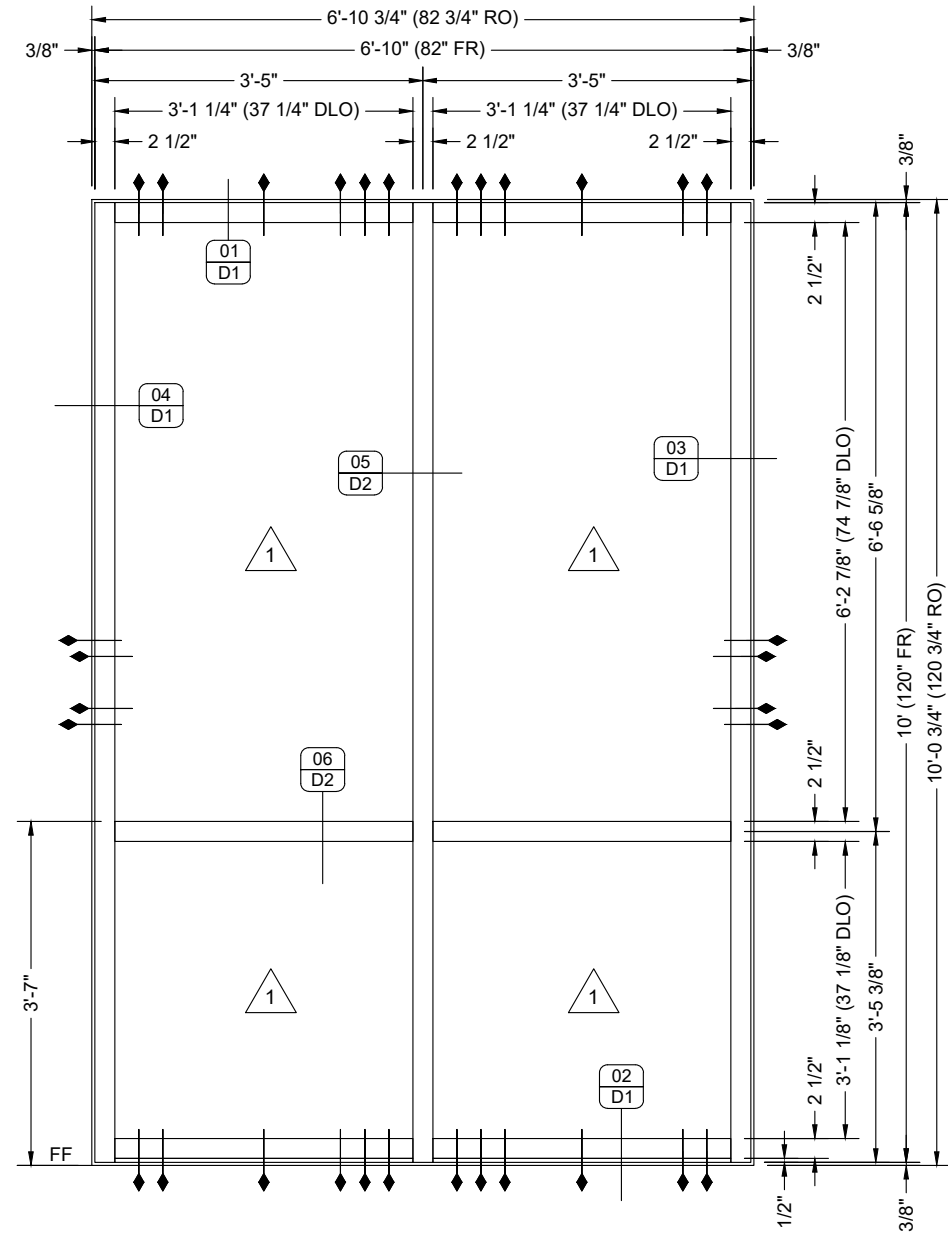 6'-10 3/4" (82 3/4" RO)
3/8" 6'-10" (82" FR) 3/8"
3'-5" 3'-5"
3'-1 1/4" (37 1/4" DLO) 3'-1 1/4" (37 1/4" DLO)
2 1/2" 2 1/2" 2 1/2"
3/8"
01
D1
2 1/2"
04
D1
05
D2
03
D1
6'-2 7/8" (74 7/8" DLO)
6'-6 5/8"
10' (120" FR)
10'-0 3/4" (120 3/4" RO)
1 1
06
D2
2 1/2"
3'-7"
1 1
3'-1 1/8" (37 1/8" DLO)
3'-5 3/8"
02
D1
2 1/2"
FF
1/2"
3/8"